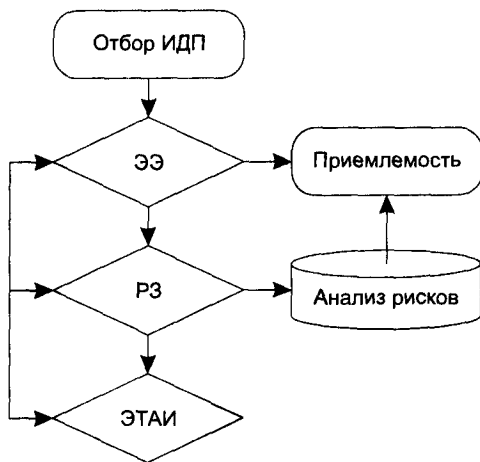 Отбор ИДП
ЭЭ
Приемлемость
РЗ
Анализ рисков
ЭТАИ